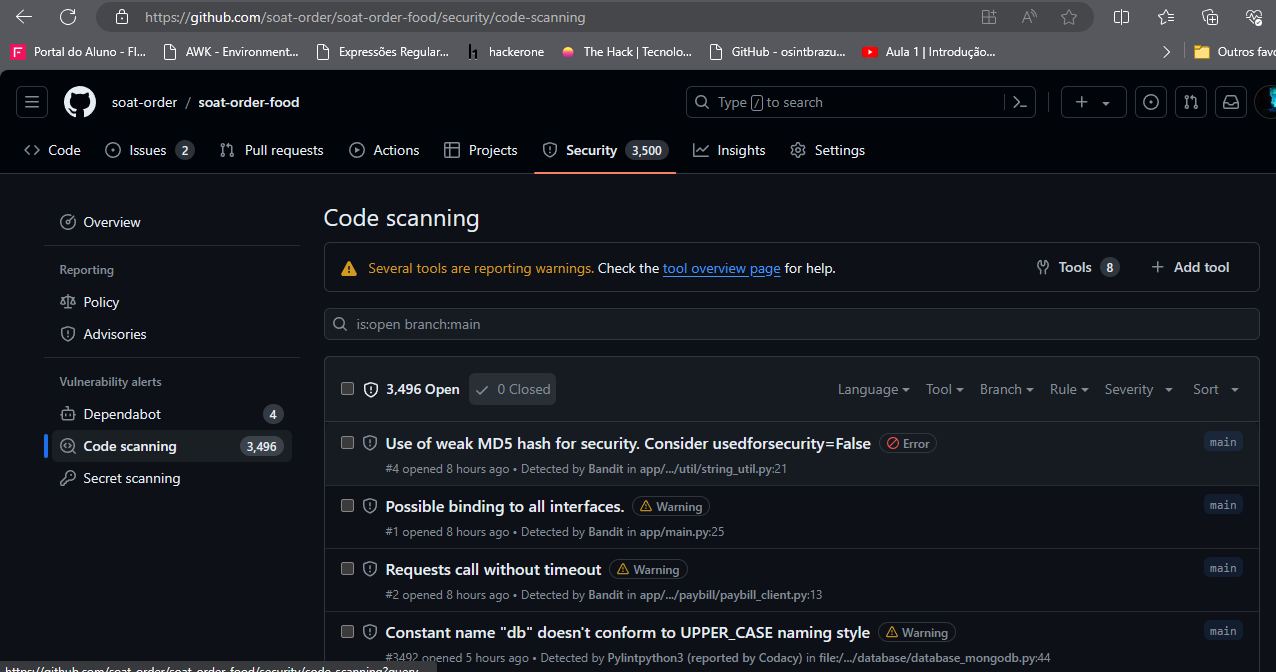 https://github.com/soat-order/soat-order-food/security/code-scanning
Portal do Aluno - FI... AWK - Environment... Expressões Regular... hackerone The Hack | Tecnolo... GitHub - osintbrazu... Aula 1 | Introdução... Outros favo
soat-order / soat-order-food Type / to search
Code Issues 2 Pull requests Actions Projects Security 3,500 Insights Settings
Overview
Reporting
Policy
Advisories
Vulnerability alerts
Dependabot 4
Code scanning 3,496
Secret scanning
Code scanning
Several tools are reporting warnings. Check the tool overview page for help. Tools 8 Add tool
is:open branch:main
3,496 Open 0 Closed Language Tool Branch Rule Severity Sort
Use of weak MD5 hash for security. Consider usedforsecurity=False Error main
#4 opened 8 hours ago • Detected by Bandit in app/.../util/string_util.py:21
Possible binding to all interfaces. Warning main
#1 opened 8 hours ago • Detected by Bandit in app/main.py:25
Requests call without timeout Warning main
#2 opened 8 hours ago • Detected by Bandit in app/.../paybill/paybill_client.py:13
Constant name "db" doesn't conform to UPPER_CASE naming style Warning main
#3492 opened 5 hours ago • Detected by Pylintpython3 (reported by Codacy) in file:/.../database/database_mongodb.py:44
https://github.com/soat-order/soat-order-food/security/code-scanning?query